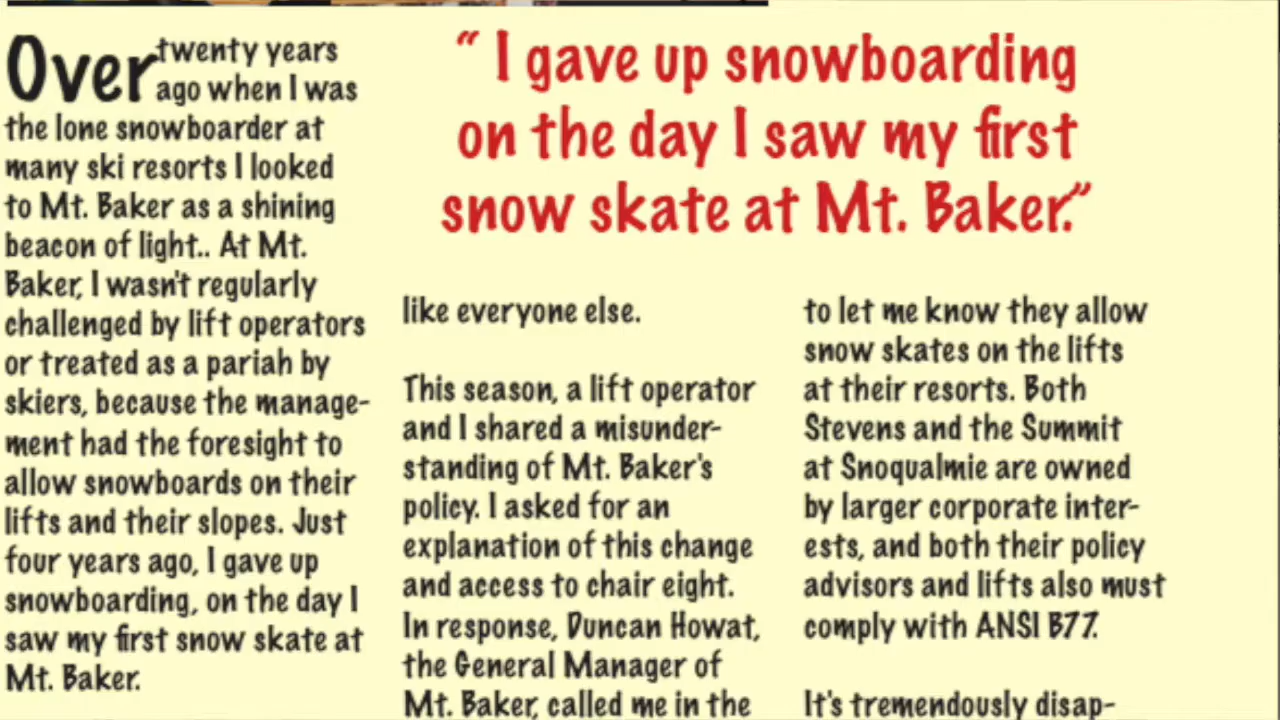 “ I gave up snowboarding
on the day I saw my first
snow skate at Mt. Baker.”
Over twenty years
ago when I was
the lone snowboarder at
many ski resorts I looked
to Mt. Baker as a shining
beacon of light.. At Mt.
Baker, I wasn't regularly
challenged by lift operators
or treated as a pariah by
skiers, because the manage-
ment had the foresight to
allow snowboards on their
lifts and their slopes. Just
four years ago, I gave up
snowboarding, on the day I
saw my first snow skate at
Mt. Baker.
like everyone else.
This season, a lift operator
and I shared a misunder-
standing of Mt. Baker's
policy. I asked for an
explanation of this change
and access to chair eight.
In response, Duncan Howat,
the General Manager of
Mt. Baker, called me in the
to let me know they allow
snow skates on the lifts
at their resorts. Both
Stevens and the Summit
at Snoqualmie are owned
by larger corporate inter-
ests, and both their policy
advisors and lifts also must
comply with ANSI B77.
It's tremendously disap-